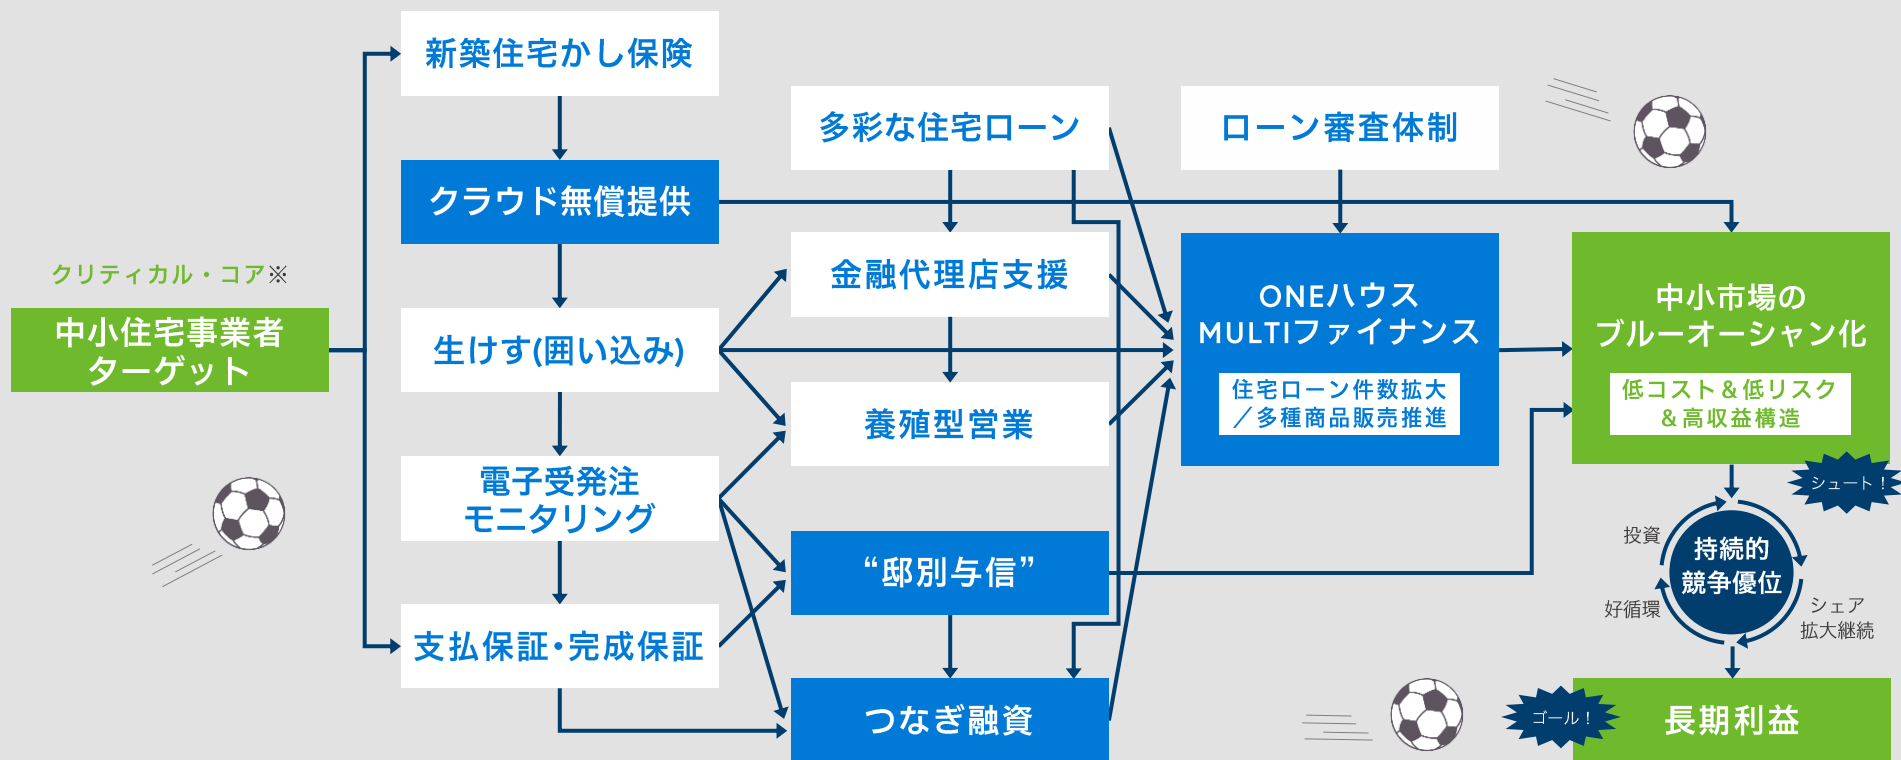 クリティカル・コア※
中小住宅事業者
ターゲット
新築住宅かし保険
クラウド無償提供
生けす(囲い込み)
電子受発注
モニタリング
支払保証・完成保証
多彩な住宅ローン
金融代理店支援
養殖型営業
“邸別与信”
つなぎ融資
ローン審査体制
ONEハウス
MULTIファイナンス
住宅ローン件数拡大
／多種商品販売推進
中小市場の
ブルーオーシャン化
低コスト＆低リスク
＆高収益構造
シュート！
投資
持続的
競争優位
好循環
シェア
拡大継続
ゴール！
長期利益